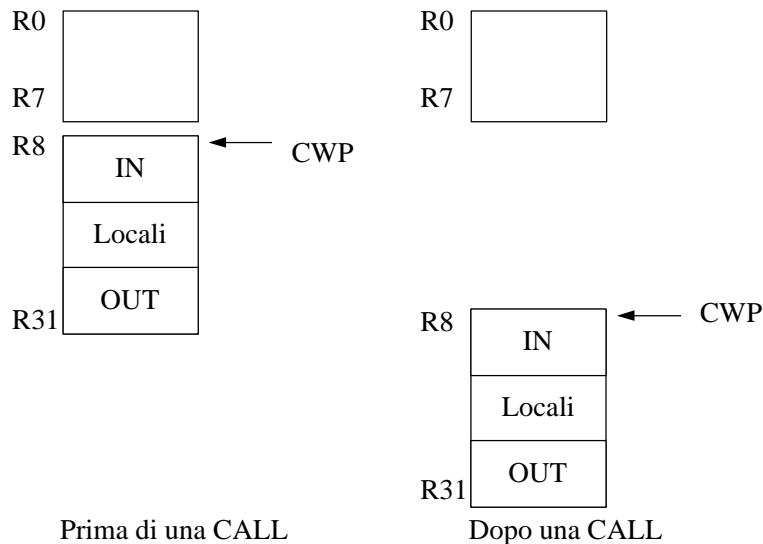 R0
R7
R8
CWP
IN
Locali
OUT
R31
Prima di una CALL
R0
R7
R8
CWP
IN
Locali
OUT
R31
Dopo una CALL